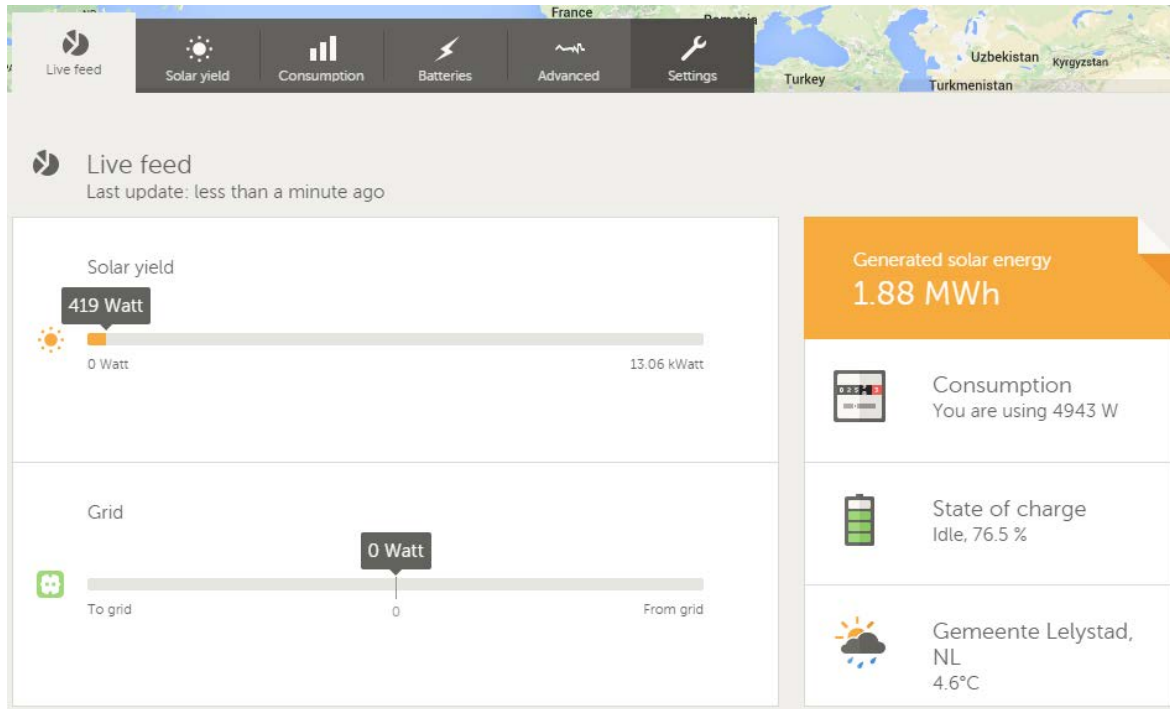 France
Uzbekistan
Kyrgyzstan
Turkey
Turkmenistan
Live feed
Solar yield
Consumption
Batteries
Advanced
Settings
Live feed
Last update: less than a minute ago
Solar yield
419 Watt
0 Watt
13.06 kWatt
Grid
0 Watt
To grid
0
From grid
Generated solar energy
1.88 MWh
Consumption
You are using 4943 W
State of charge
Idle, 76.5 %
Gemeente Lelystad,
NL
4.6°C